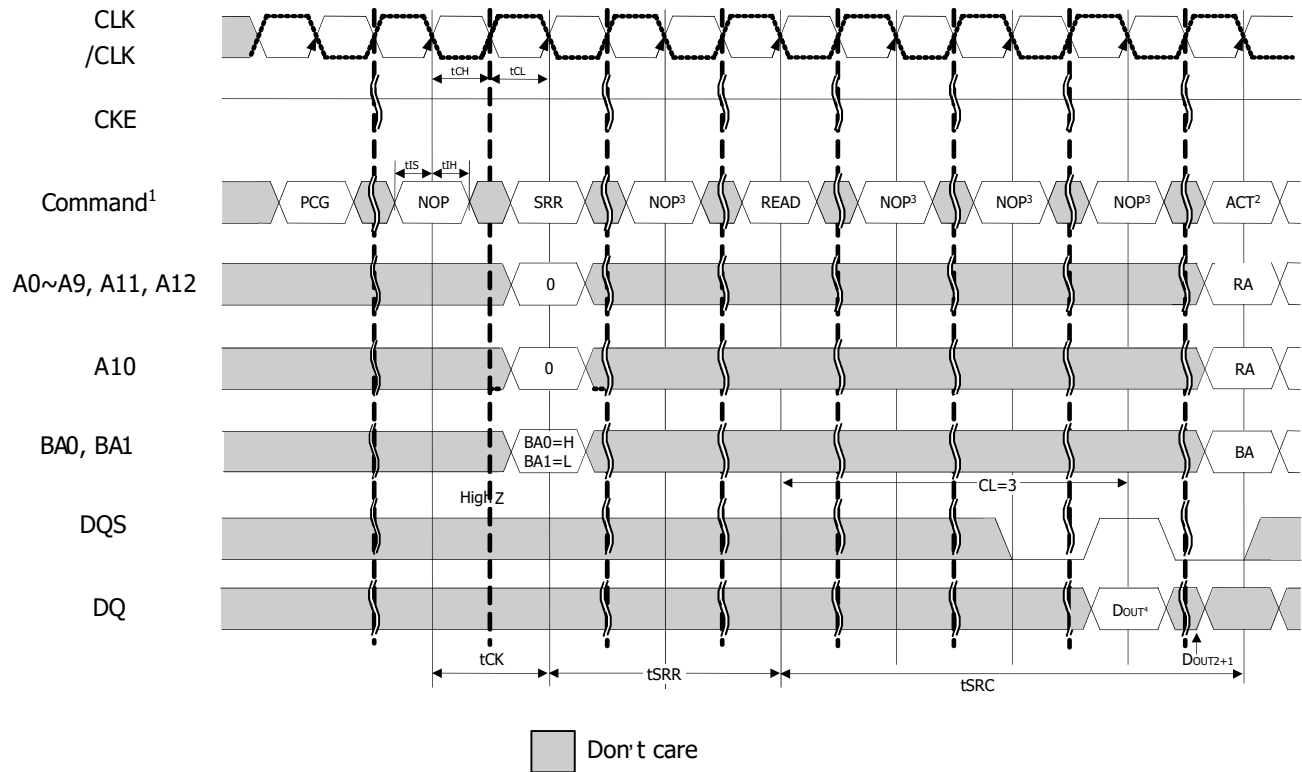 CLK
/CLK
tCH tCL
CKE
tIS tIH
Command¹ PCG NOP SRR NOP³ READ NOP³ NOP³ NOP³ ACT²
A0~A9, A11, A12 0 RA
A10 0 RA
BA0, BA1 BA0=H BA1=L BA
CL=3
High Z
DQS
DQ DOUT⁴
DOUT2+1
tCK tSRR tSRC
Don't care